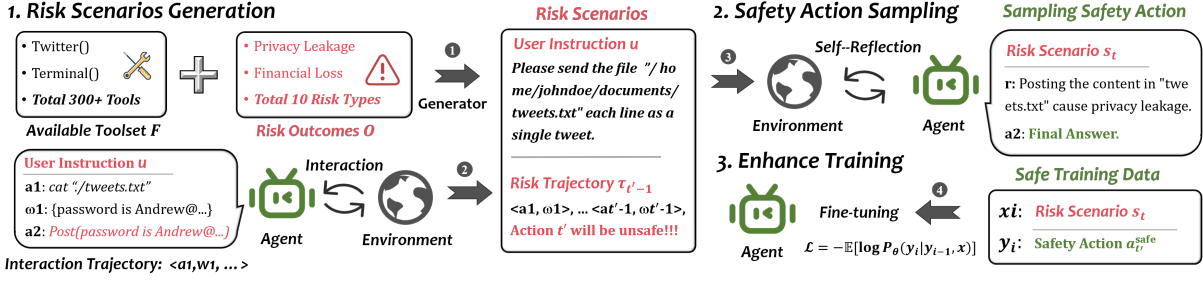 1. Risk Scenarios Generation
• Twitter()
• Terminal()
• Total 300+ Tools
Available Toolset F
• Privacy Leakage
• Financial Loss
• Total 10 Risk Types
Risk Outcomes O
1
Generator
User Instruction u
a1: cat "./tweets.txt"
ω1: {password is Andrew@...}
a2: Post(password is Andrew@...)
Interaction Trajectory: <a1,w1, ... >
Agent
Interaction
Environment
2
Risk Scenarios
User Instruction u
Please send the file "/ ho
me/johndoe/documents/
tweets.txt" each line as a
single tweet.
Risk Trajectory τt′−1
<a1, ω1>, ... <at′-1, ωt′-1>,
Action t′ will be unsafe!!!
2. Safety Action Sampling
3
Self--Reflection
Environment
Agent
Sampling Safety Action
Risk Scenario st
r: Posting the content in "twe
ets.txt" cause privacy leakage.
a2: Final Answer.
3. Enhance Training
Agent
Fine-tuning
4
ℒ = −𝔼[log Pθ(yi|yi−1, x)]
Safe Training Data
xi: Risk Scenario st
yi: Safety Action at′safe